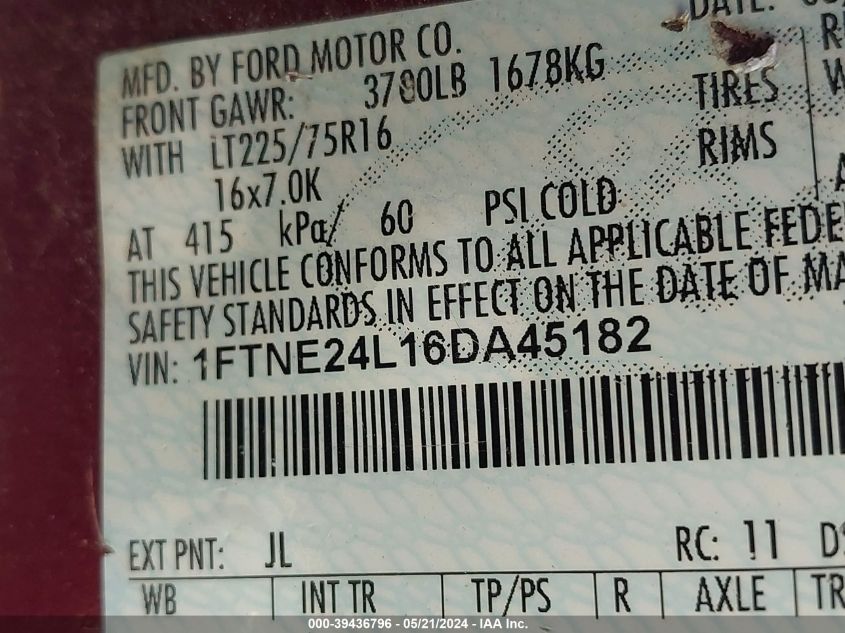 DATE:
MFD. BY FORD MOTOR CO.
FRONT GAWR: 3700LB 1678KG
WITH LT225/75R16 TIRES
16x7.0K RIMS
AT 415 kPa/ 60 PSI COLD
THIS VEHICLE CONFORMS TO ALL APPLICABLE FEDE
SAFETY STANDARDS IN EFFECT ON THE DATE OF MA
VIN: 1FTNE24L16DA45182
EXT PNT: JL RC: 11 DS
WB INT TR TP/PS R AXLE TR
000-39436796 - 05/21/2024 - IAA Inc.